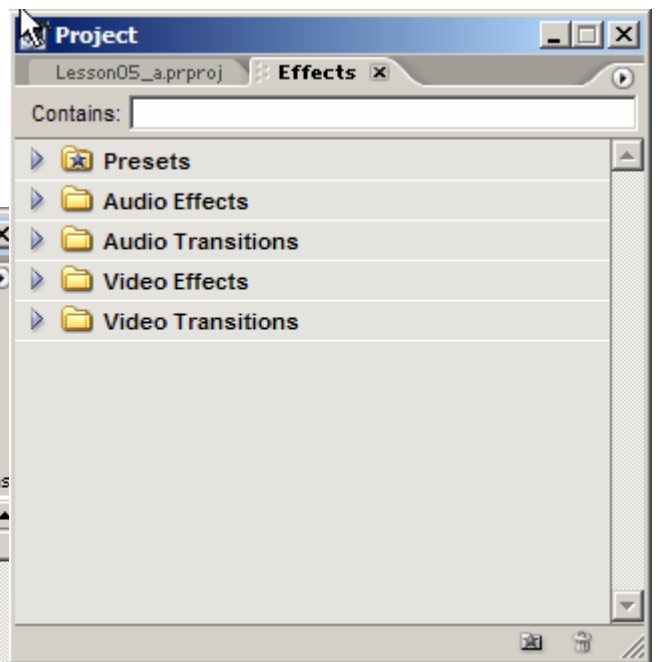 Project
Lesson05_a.prproj Effects
Contains:
Presets
Audio Effects
Audio Transitions
Video Effects
Video Transitions